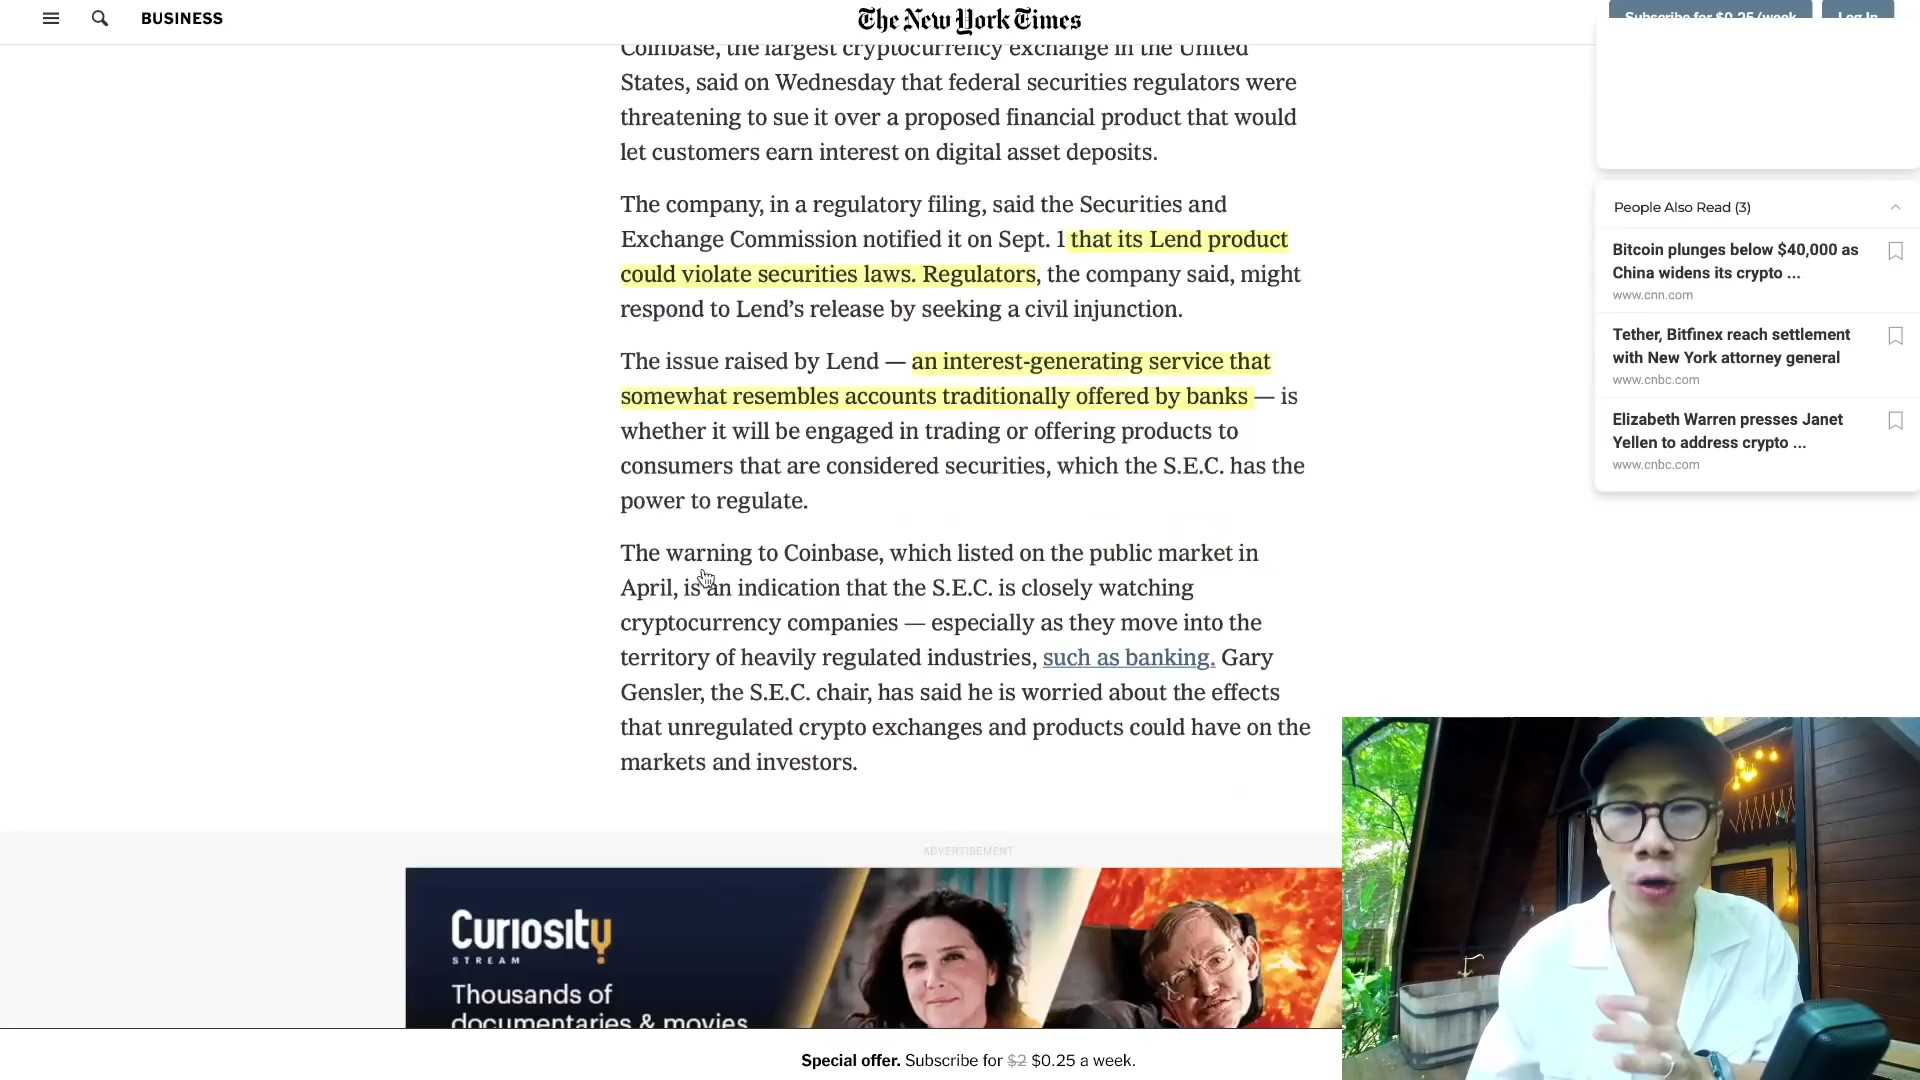 BUSINESS
The New York Times
Subscribe for $0.25/week
Log In
Coinbase, the largest cryptocurrency exchange in the United
States, said on Wednesday that federal securities regulators were
threatening to sue it over a proposed financial product that would
let customers earn interest on digital asset deposits.
The company, in a regulatory filing, said the Securities and
Exchange Commission notified it on Sept. 1 that its Lend product
could violate securities laws. Regulators, the company said, might
respond to Lend’s release by seeking a civil injunction.
The issue raised by Lend — an interest-generating service that
somewhat resembles accounts traditionally offered by banks — is
whether it will be engaged in trading or offering products to
consumers that are considered securities, which the S.E.C. has the
power to regulate.
The warning to Coinbase, which listed on the public market in
April, is an indication that the S.E.C. is closely watching
cryptocurrency companies — especially as they move into the
territory of heavily regulated industries, such as banking. Gary
Gensler, the S.E.C. chair, has said he is worried about the effects
that unregulated crypto exchanges and products could have on the
markets and investors.
People Also Read (3)
Bitcoin plunges below $40,000 as
China widens its crypto ...
www.cnn.com
Tether, Bitfinex reach settlement
with New York attorney general
www.cnbc.com
Elizabeth Warren presses Janet
Yellen to address crypto ...
www.cnbc.com
ADVERTISEMENT
Curiosity
STREAM
Thousands of
documentaries & movies
Special offer. Subscribe for $2 $0.25 a week.